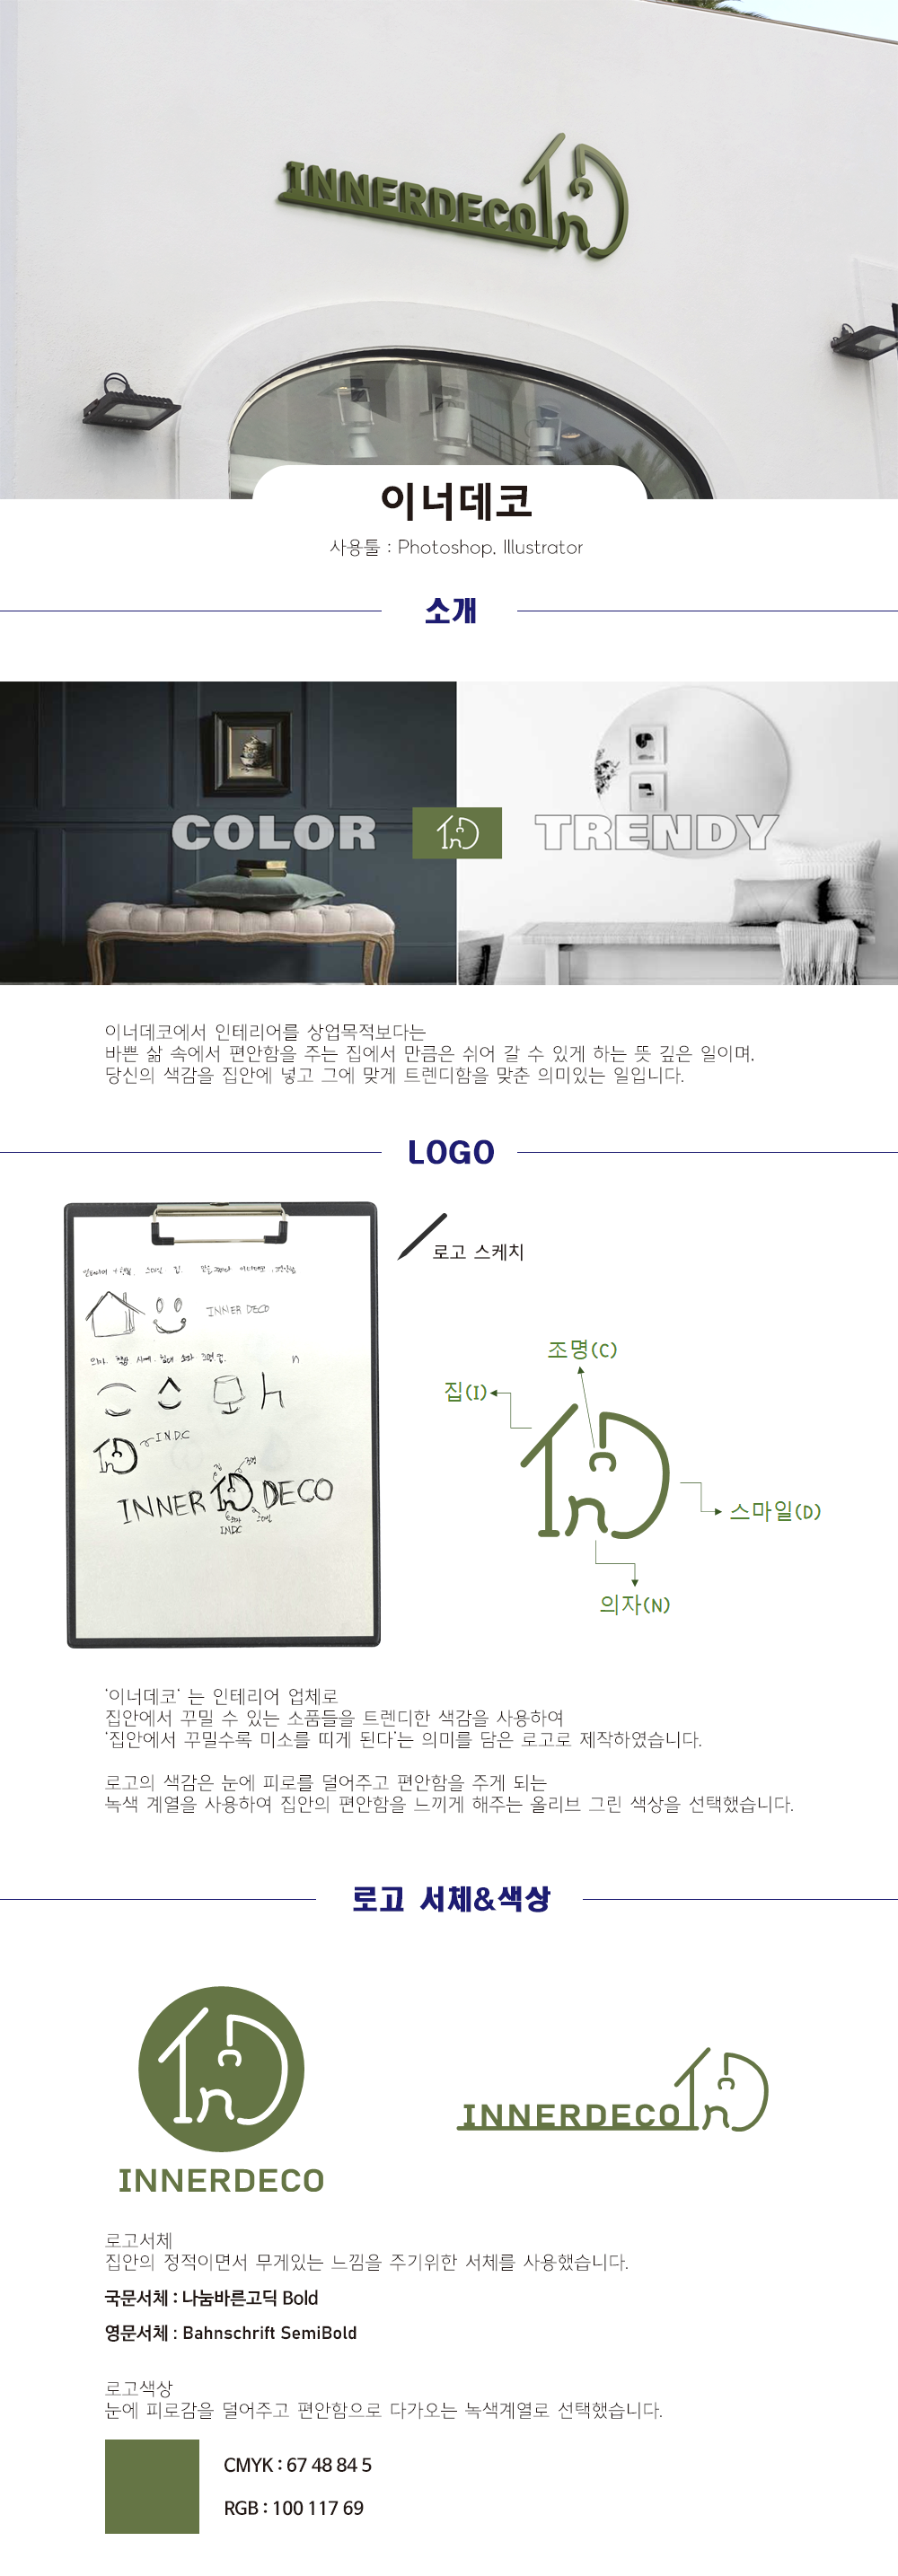 INNERDECO
이너데코
사용툴 : Photoshop, Illustrator
소개
COLOR
TRENDY
이너데코에서 인테리어를 상업목적보다는
바쁜 삶 속에서 편안함을 주는 집에서 만큼은 쉬어 갈 수 있게 하는 뜻 깊은 일이며,
당신의 색감을 집안에 넣고 그에 맞게 트렌디함을 맞춘 의미있는 일입니다.
LOGO
로고 스케치
INNER DECO
n
INDC
INNER DECO
INDC
조명(C)
집(I)
스마일(D)
의자(N)
'이너데코' 는 인테리어 업체로
집안에서 꾸밀 수 있는 소품들을 트렌디한 색감을 사용하여
'집안에서 꾸밀수록 미소를 띠게 된다'는 의미를 담은 로고로 제작하였습니다.
로고의 색감은 눈에 피로를 덜어주고 편안함을 주게 되는
녹색 계열을 사용하여 집안의 편안함을 느끼게 해주는 올리브 그린 색상을 선택했습니다.
로고 서체&색상
INNERDECO
INNERDECO
로고서체
집안의 정적이면서 무게있는 느낌을 주기위한 서체를 사용했습니다.
국문서체 : 나눔바른고딕 Bold
영문서체 : Bahnschrift SemiBold
로고색상
눈에 피로감을 덜어주고 편안함으로 다가오는 녹색계열로 선택했습니다.
CMYK : 67 48 84 5
RGB : 100 117 69